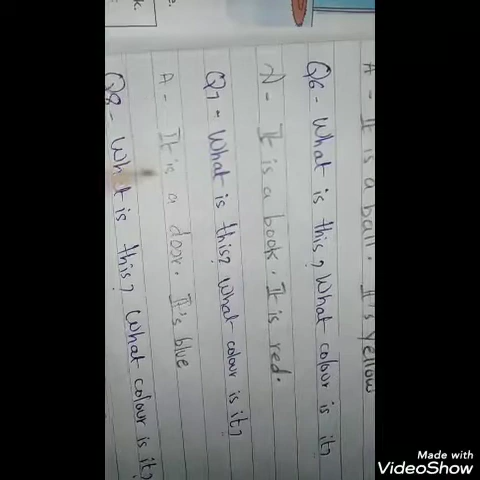 A - It is a ball. It's yellow
Q6 - What is this? What colour is it?
A - It is a book. It is red.
Q7 - What is this? What colour is it?
A - It is a door. It's blue
Q8 - What is this? What colour is it?
Made with
VideoShow